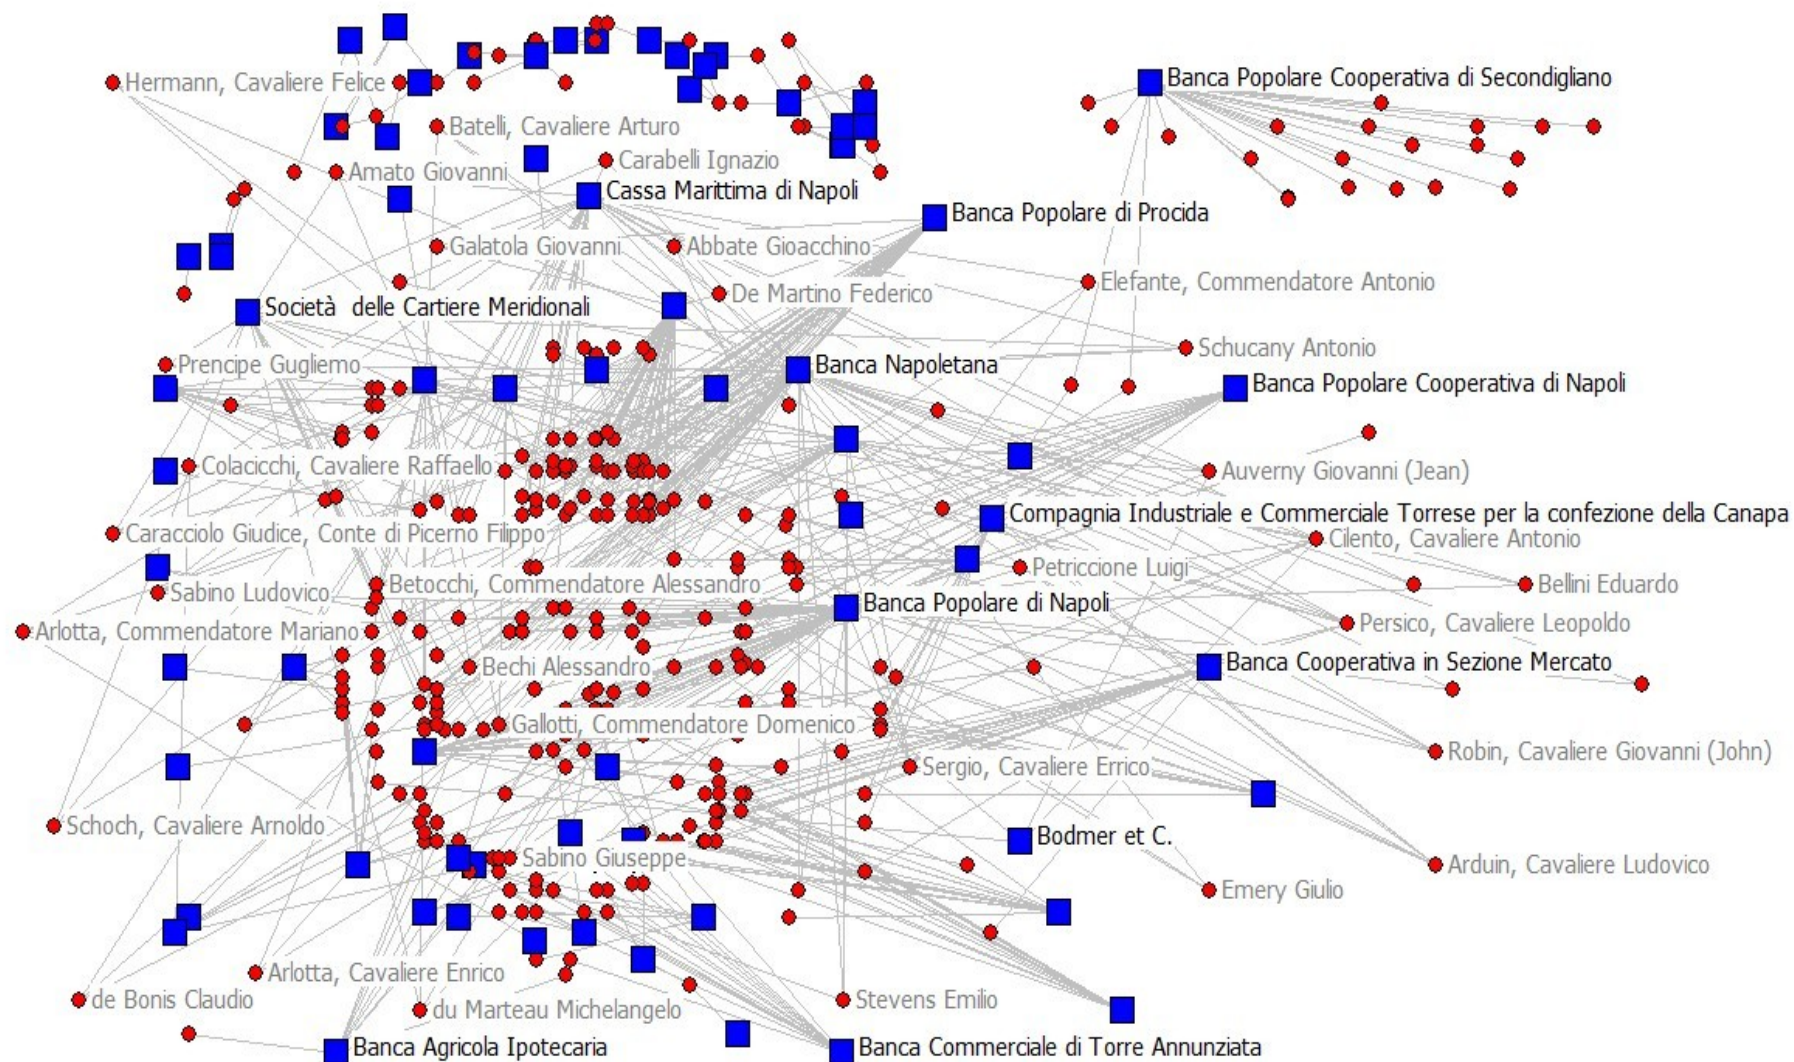 Banca Popolare Cooperativa di Secondigliano
Hermann, Cavaliere Felice
Batelli, Cavaliere Arturo
Carabelli Ignazio
Amato Giovanni
Cassa Marittima di Napoli
Banca Popolare di Procida
Galatola Giovanni
Abbate Gioacchino
Elefante, Commendatore Antonio
De Martino Federico
Società delle Cartiere Meridionali
Schucany Antonio
Prencipe Gugliemo
Banca Napoletana
Banca Popolare Cooperativa di Napoli
Colacicchi, Cavaliere Raffaello
Auverny Giovanni (Jean)
Compagnia Industriale e Commerciale Torrese per la confezione della Canapa
Caracciolo Giudice, Conte di Picerno Filippo
Cilento, Cavaliere Antonio
Petriccione Luigi
Betocchi, Commendatore Alessandro
Bellini Eduardo
Sabino Ludovico
Banca Popolare di Napoli
Persico, Cavaliere Leopoldo
Arlotta, Commendatore Mariano
Bechi Alessandro
Banca Cooperativa in Sezione Mercato
Gallotti, Commendatore Domenico
Robin, Cavaliere Giovanni (John)
Sergio, Cavaliere Errico
Schoch, Cavaliere Arnoldo
Bodmer et C.
Sabino Giuseppe
Arduin, Cavaliere Ludovico
Emery Giulio
Arlotta, Cavaliere Enrico
de Bonis Claudio
du Marteau Michelangelo
Stevens Emilio
Banca Agricola Ipotecaria
Banca Commerciale di Torre Annunziata